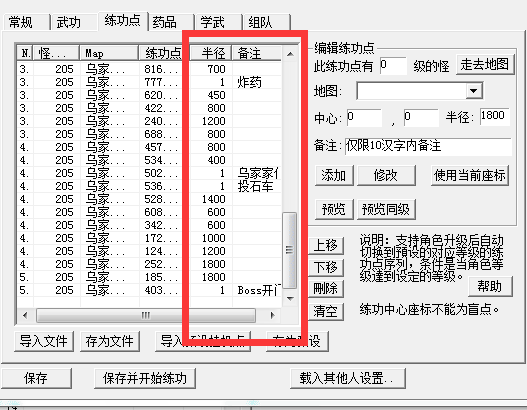 常规 武功 练功点 药品 学武 组队
N. 怪... Map 练功点 半径 备注
3. 205 乌家... 816... 700
3. 205 乌家... 777... 1 炸药
3. 205 乌家... 620... 450
3. 205 乌家... 422... 800
3. 205 乌家... 240... 1200
3. 205 乌家... 688... 800
4. 205 乌家... 457... 800
4. 205 乌家... 534... 400
4. 205 乌家... 502... 1 乌家家
4. 205 乌家... 536... 1 投石车
4. 205 乌家... 528... 1400
4. 205 乌家... 608... 600
4. 205 乌家... 342... 600
4. 205 乌家... 172... 1000
4. 205 乌家... 124... 1200
4. 205 乌家... 252... 1800
5. 205 乌家... 185... 1800
5. 205 乌家... 403... 1 Boss开门
导入文件 存为文件 导入预设挂机点 存为预设
编辑练功点
此练功点有 0 级的怪 走去地图
地图:
中心: 0 , 0 半径: 1800
备注: 仅限10汉字内备注
添加 修改 使用当前座标
预览 预览同级
上移
下移
刪除
清空
说明: 支持角色升级后自动
切换到預設的对应等级的练
功点序列, 条件是当角色等
级達到设定的等级。
帮助
练功中心座标不能为盲点。
保存 保存并开始练功 载入其他人设置..